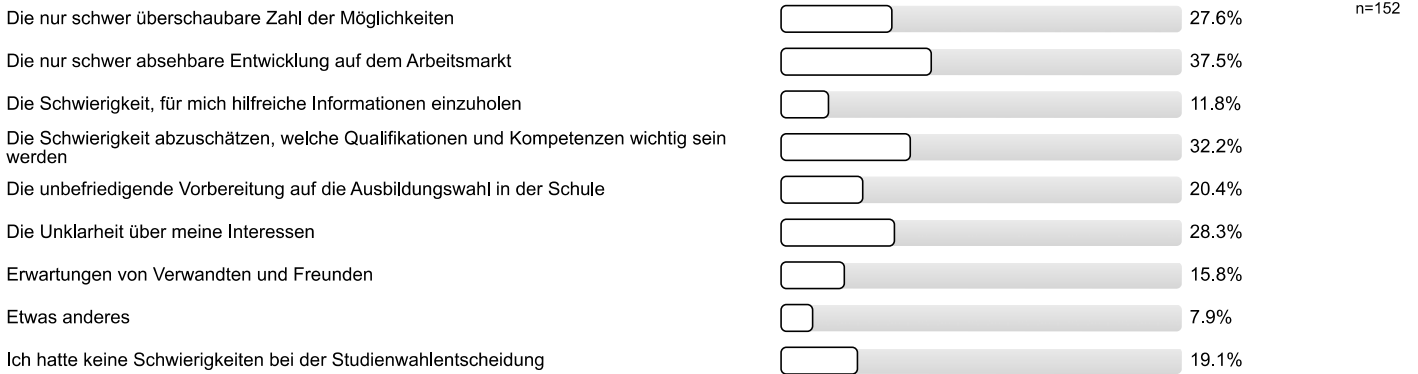 Die nur schwer überschaubare Zahl der Möglichkeiten 27.6% n=152
Die nur schwer absehbare Entwicklung auf dem Arbeitsmarkt 37.5%
Die Schwierigkeit, für mich hilfreiche Informationen einzuholen 11.8%
Die Schwierigkeit abzuschätzen, welche Qualifikationen und Kompetenzen wichtig sein
werden 32.2%
Die unbefriedigende Vorbereitung auf die Ausbildungswahl in der Schule 20.4%
Die Unklarheit über meine Interessen 28.3%
Erwartungen von Verwandten und Freunden 15.8%
Etwas anderes 7.9%
Ich hatte keine Schwierigkeiten bei der Studienwahlentscheidung 19.1%